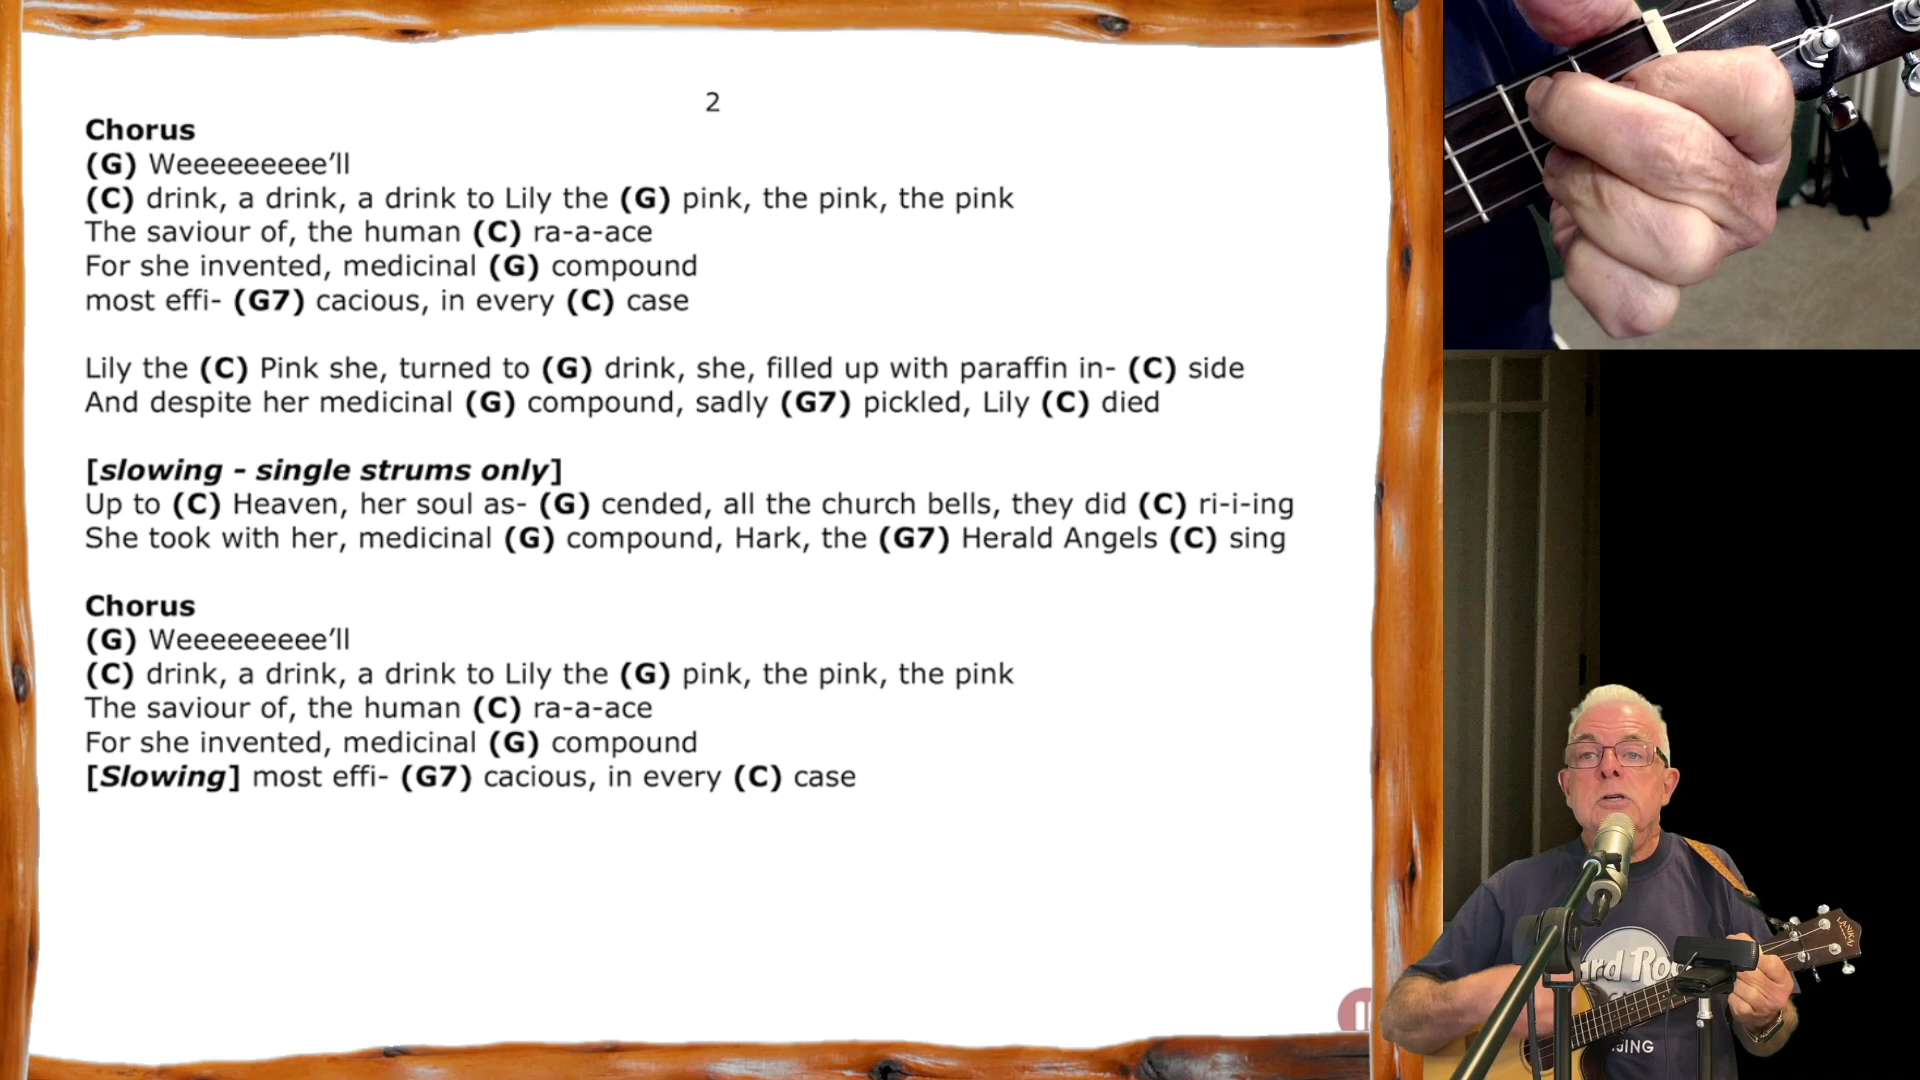 2
Chorus
(G) Weeeeeeeee’ll
(C) drink, a drink, a drink to Lily the (G) pink, the pink, the pink
The saviour of, the human (C) ra-a-ace
For she invented, medicinal (G) compound
most effi- (G7) cacious, in every (C) case
Lily the (C) Pink she, turned to (G) drink, she, filled up with paraffin in- (C) side
And despite her medicinal (G) compound, sadly (G7) pickled, Lily (C) died
[slowing - single strums only]
Up to (C) Heaven, her soul as- (G) cended, all the church bells, they did (C) ri-i-ing
She took with her, medicinal (G) compound, Hark, the (G7) Herald Angels (C) sing
Chorus
(G) Weeeeeeeee’ll
(C) drink, a drink, a drink to Lily the (G) pink, the pink, the pink
The saviour of, the human (C) ra-a-ace
For she invented, medicinal (G) compound
[Slowing] most effi- (G7) cacious, in every (C) case
LANIKAI